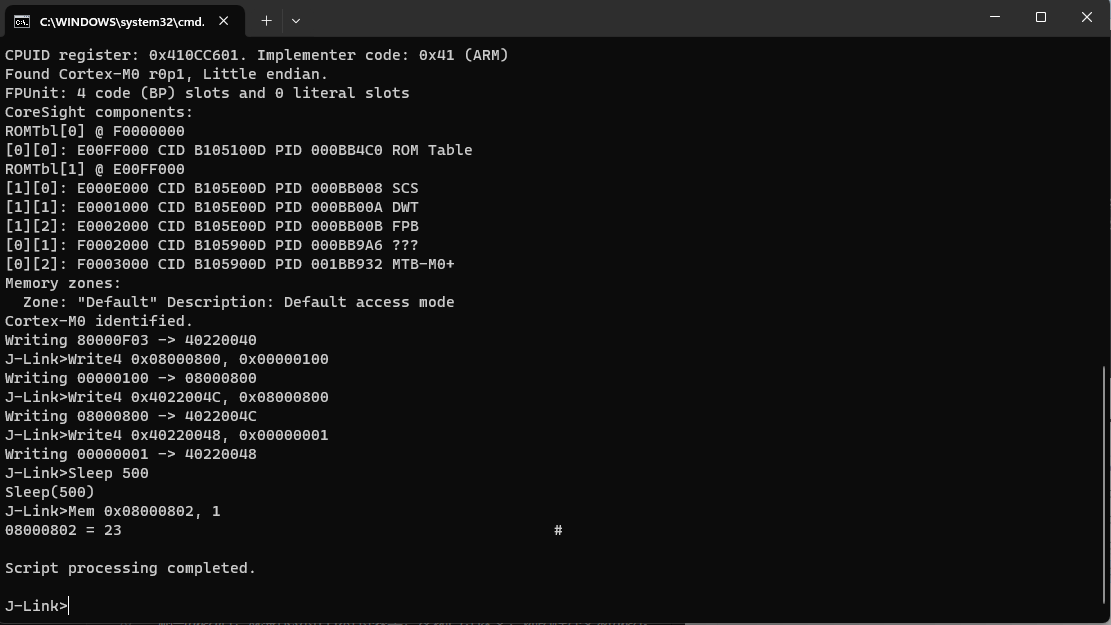 C:\WINDOWS\system32\cmd.
CPUID register: 0x410CC601. Implementer code: 0x41 (ARM)
Found Cortex-M0 r0p1, Little endian.
FPUnit: 4 code (BP) slots and 0 literal slots
CoreSight components:
ROMTbl[0] @ F0000000
[0][0]: E00FF000 CID B105100D PID 000BB4C0 ROM Table
ROMTbl[1] @ E00FF000
[1][0]: E000E000 CID B105E00D PID 000BB008 SCS
[1][1]: E0001000 CID B105E00D PID 000BB00A DWT
[1][2]: E0002000 CID B105E00D PID 000BB00B FPB
[0][1]: F0002000 CID B105900D PID 000BB9A6 ???
[0][2]: F0003000 CID B105900D PID 001BB932 MTB-M0+
Memory zones:
  Zone: "Default" Description: Default access mode
Cortex-M0 identified.
Writing 80000F03 -> 40220040
J-Link>Write4 0x08000800, 0x00000100
Writing 00000100 -> 08000800
J-Link>Write4 0x4022004C, 0x08000800
Writing 08000800 -> 4022004C
J-Link>Write4 0x40220048, 0x00000001
Writing 00000001 -> 40220048
J-Link>Sleep 500
Sleep(500)
J-Link>Mem 0x08000802, 1
08000802 = 23 #
Script processing completed.
J-Link>